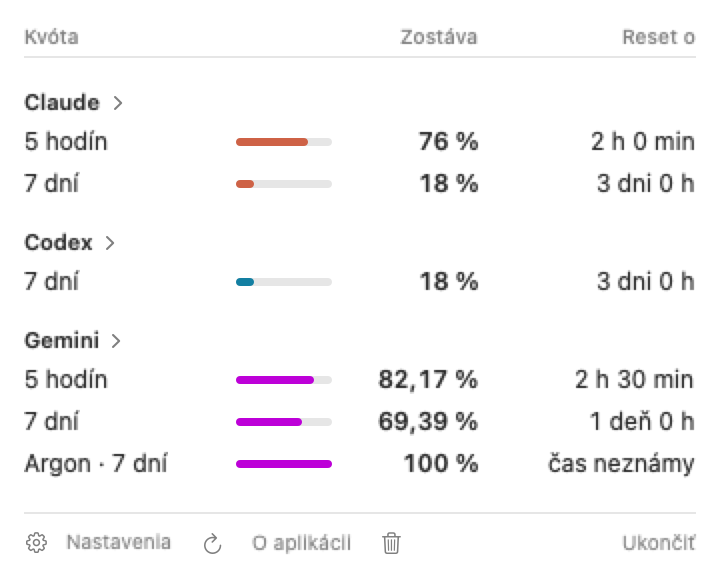 Kvóta Zostáva Reset o
Claude
5 hodín 76 % 2 h 0 min
7 dní 18 % 3 dni 0 h
Codex
7 dní 18 % 3 dni 0 h
Gemini
5 hodín 82,17 % 2 h 30 min
7 dní 69,39 % 1 deň 0 h
Argon · 7 dní 100 % čas neznámy
Nastavenia O aplikácii Ukončiť